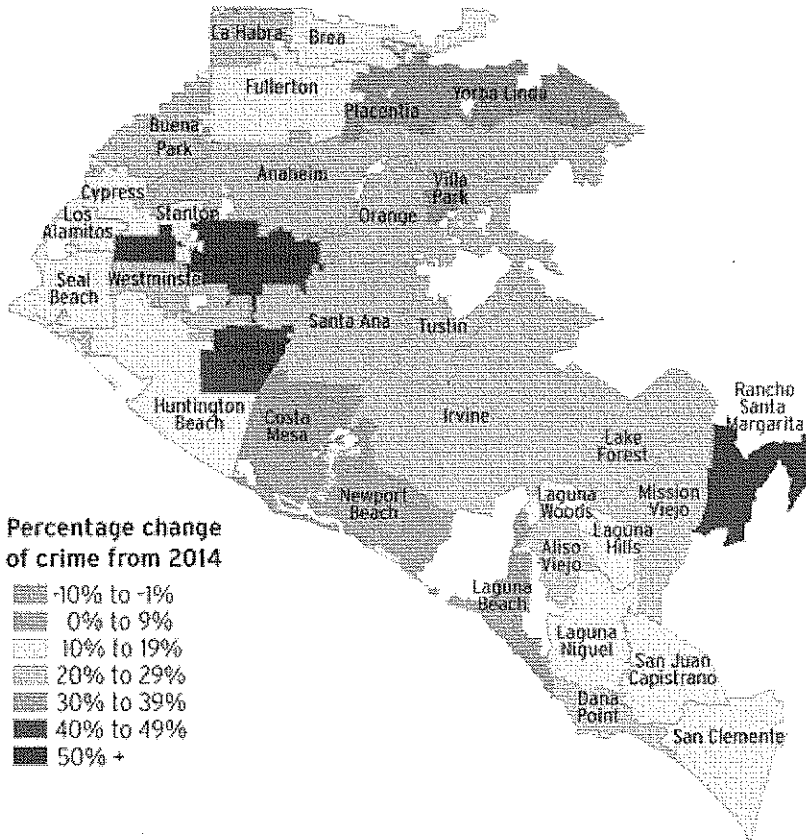 La Habra
Brea
Fullerton
Yorba Linda
Placentia
Buena
Park
Anaheim
Villa
Park
Cypress
Orange
Los
Alamitos
Stanton
Seal
Beach
Westminster
Santa Ana
Tustin
Huntington
Beach
Costa
Mesa
Irvine
Rancho
Santa
Margarita
Lake
Forest
Newport
Beach
Laguna
Woods
Mission
Viejo
Laguna
Hills
Aliso
Viejo
Laguna
Beach
Laguna
Niguel
San Juan
Capistrano
Dana
Point
San Clemente
Percentage change
of crime from 2014
-10% to -1%
0% to 9%
10% to 19%
20% to 29%
30% to 39%
40% to 49%
50% +